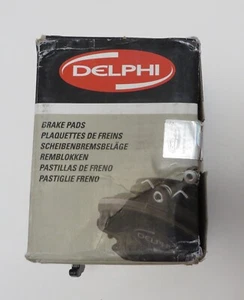 DELPHI
BRAKE PADS
PLAQUETTES DE FREINS
SCHEIBENBREMSBELÄGE
REMBLOKKEN
PASTILLAS DE FRENO
PASTIGLIE FRENO